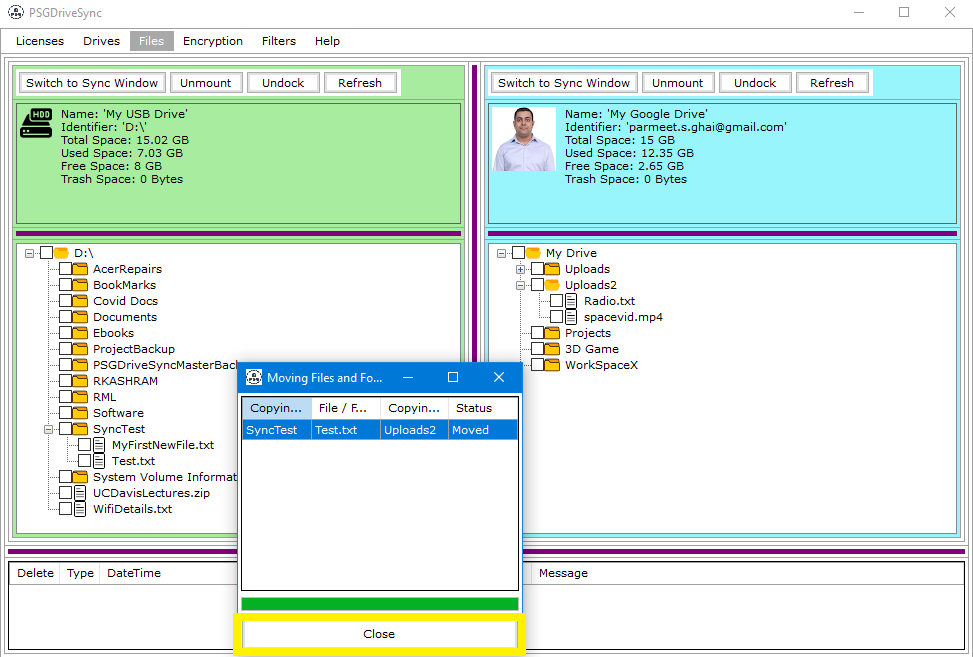 PSGDriveSync
Licenses Drives Files Encryption Filters Help
Switch to Sync Window Unmount Undock Refresh
HDD
Name: 'My USB Drive'
Identifier: 'D:\'
Total Space: 15.02 GB
Used Space: 7.03 GB
Free Space: 8 GB
Trash Space: 0 Bytes
D:\
AcerRepairs
BookMarks
Covid Docs
Documents
Ebooks
ProjectBackup
PSGDriveSyncMasterBac
RKASHRAM
RML
Software
SyncTest
MyFirstNewFile.txt
Test.txt
System Volume Informat
UCDavisLectures.zip
WifiDetails.txt
Switch to Sync Window Unmount Undock Refresh
Name: 'My Google Drive'
Identifier: 'parmeet.s.ghai@gmail.com'
Total Space: 15 GB
Used Space: 12.35 GB
Free Space: 2.65 GB
Trash Space: 0 Bytes
My Drive
Uploads
Uploads2
Radio.txt
spacevid.mp4
Projects
3D Game
WorkSpaceX
Moving Files and Fo...
Copyin... File / F... Copyin... Status
SyncTest Test.txt Uploads2 Moved
Close
Delete Type DateTime Message